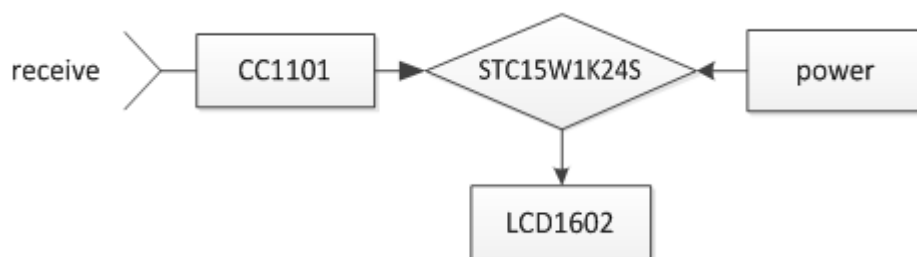 receive
CC1101
STC15W1K24S
power
LCD1602